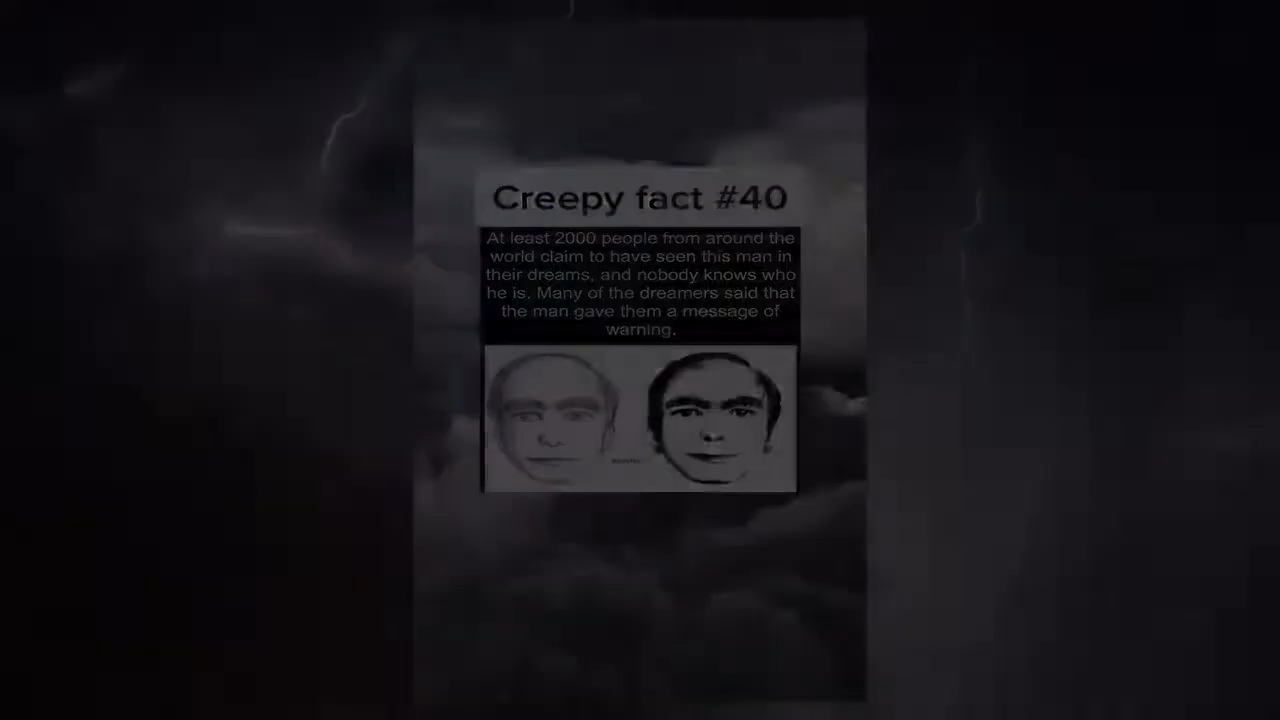 Creepy fact #40
At least 2000 people from around the
world claim to have seen this man in
their dreams, and nobody knows who
he is. Many of the dreamers said that
the man gave them a message of
warning.